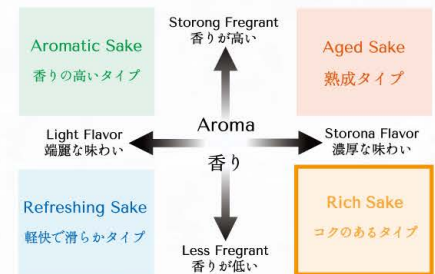 Storong Fregrant
香りが高い
Aromatic Sake
香りの高いタイプ
Aged Sake
熟成タイプ
Light Flavor
端麗な味わい
Aroma
香り
Storona Flavor
濃厚な味わい
Refreshing Sake
軽快で滑らかタイプ
Rich Sake
コクのあるタイプ
Less Fregrant
香りが低い